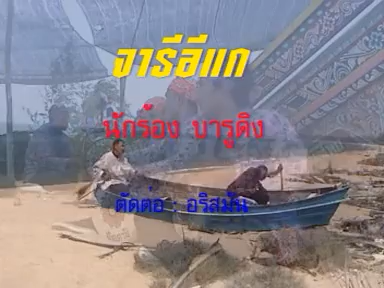 จารีอีแก
นักร้อง บารูดิง
ตัดต่อ : อริสมัน